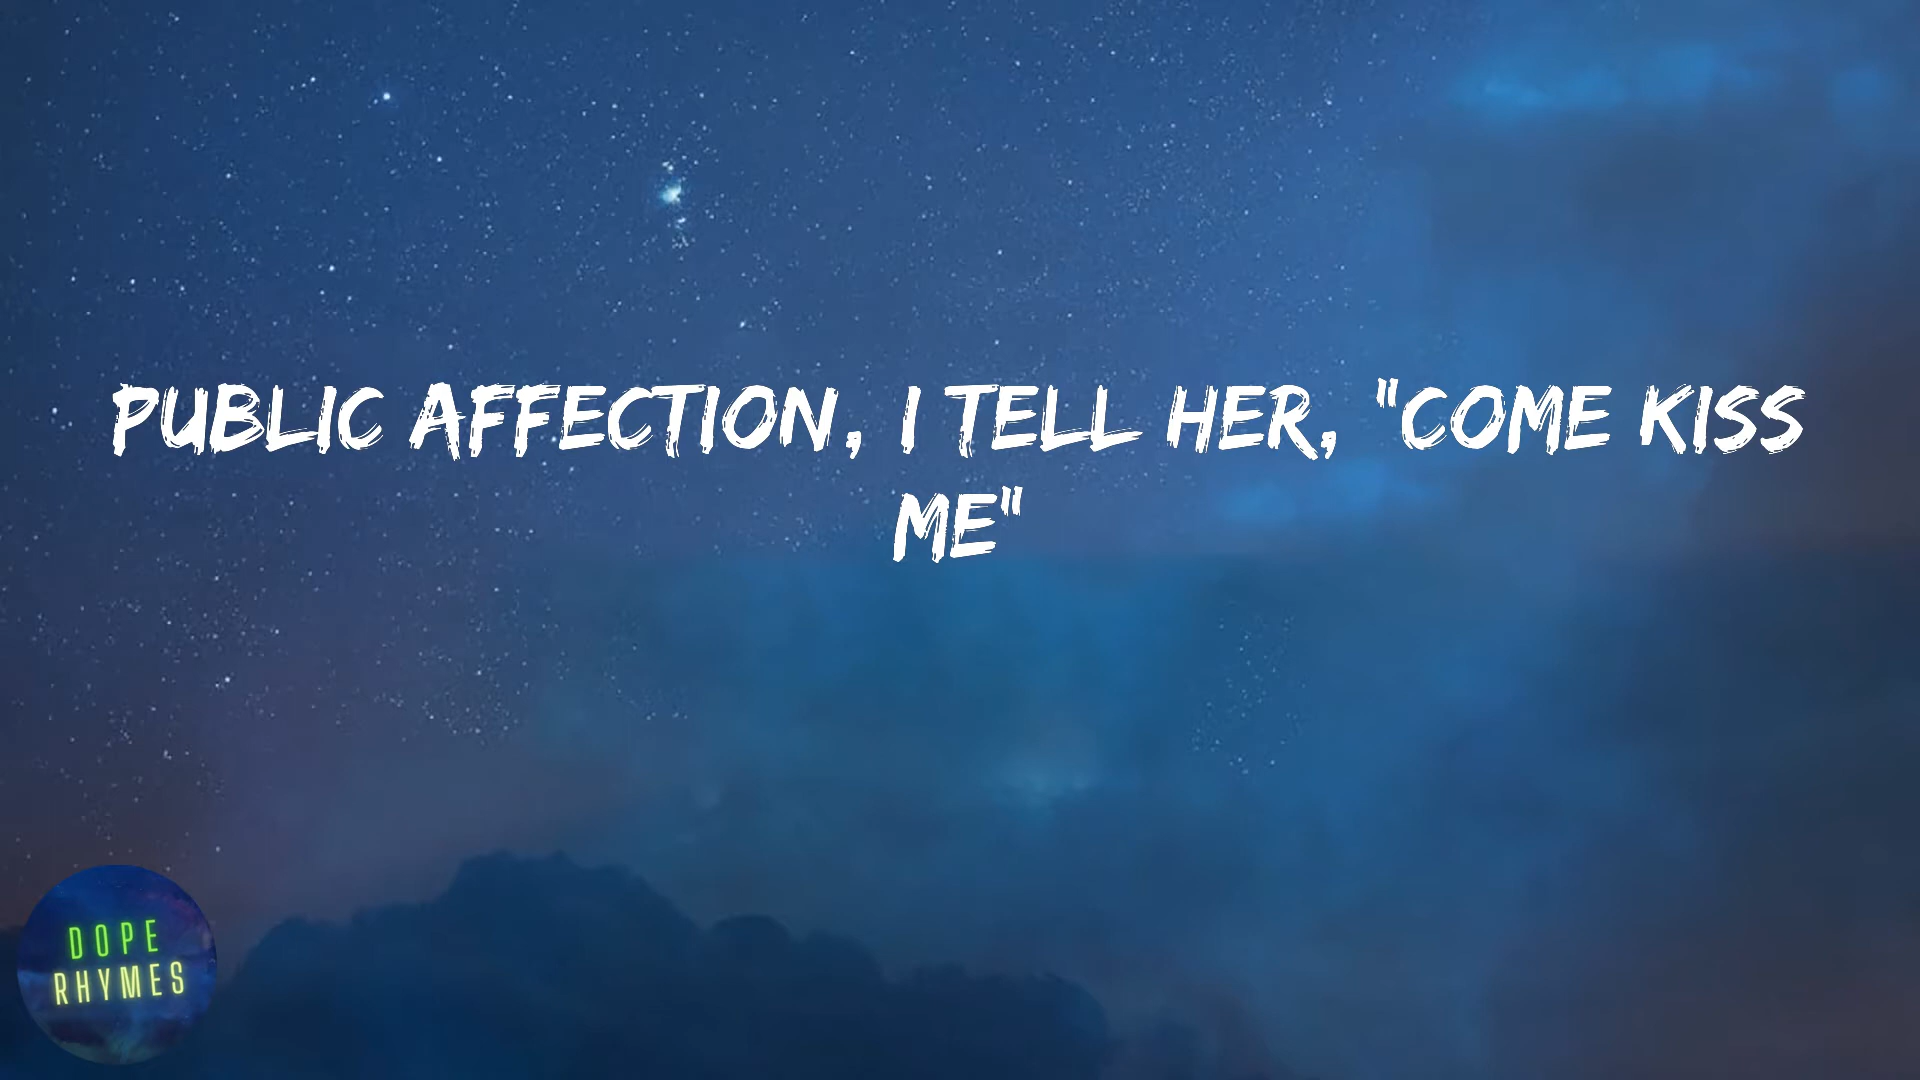 PUBLIC AFFECTION, I TELL HER, "COME KISS
ME"
DOPE
RHYMES